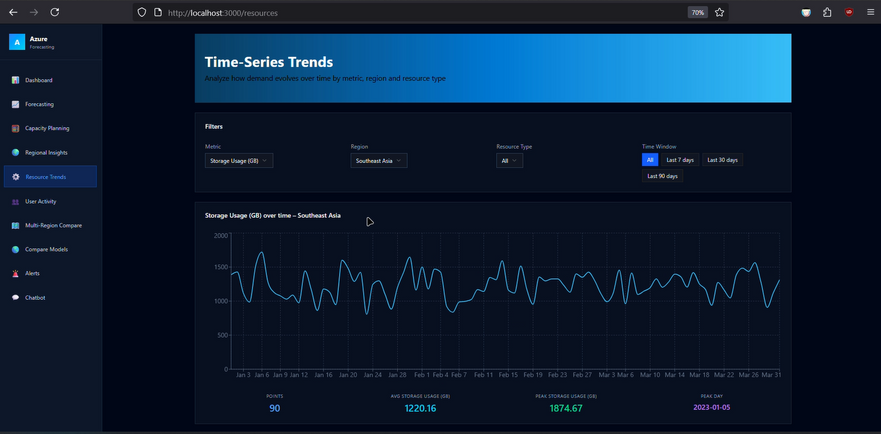 http://localhost:3000/resources
70%
A
Azure
Forecasting
Dashboard
Forecasting
Capacity Planning
Regional Insights
Resource Trends
User Activity
Multi-Region Compare
Compare Models
Alerts
Chatbot
Time-Series Trends
Analyze how demand evolves over time by metric, region and resource type
Filters
Metric
Storage Usage (GB)
Region
Southeast Asia
Resource Type
All
Time Window
All Last 7 days Last 30 days
Last 90 days
Storage Usage (GB) over time – Southeast Asia
2000
1500
1000
500
0
Jan 3 Jan 6 Jan 9 Jan 12 Jan 16 Jan 20 Jan 24 Jan 28 Feb 1 Feb 4 Feb 7 Feb 11 Feb 15 Feb 19 Feb 23 Feb 27 Mar 3 Mar 6 Mar 10 Mar 14 Mar 18 Mar 22 Mar 26 Mar 31
POINTS
90
AVG STORAGE USAGE (GB)
1220.16
PEAK STORAGE USAGE (GB)
1874.67
PEAK DAY
2023-01-05